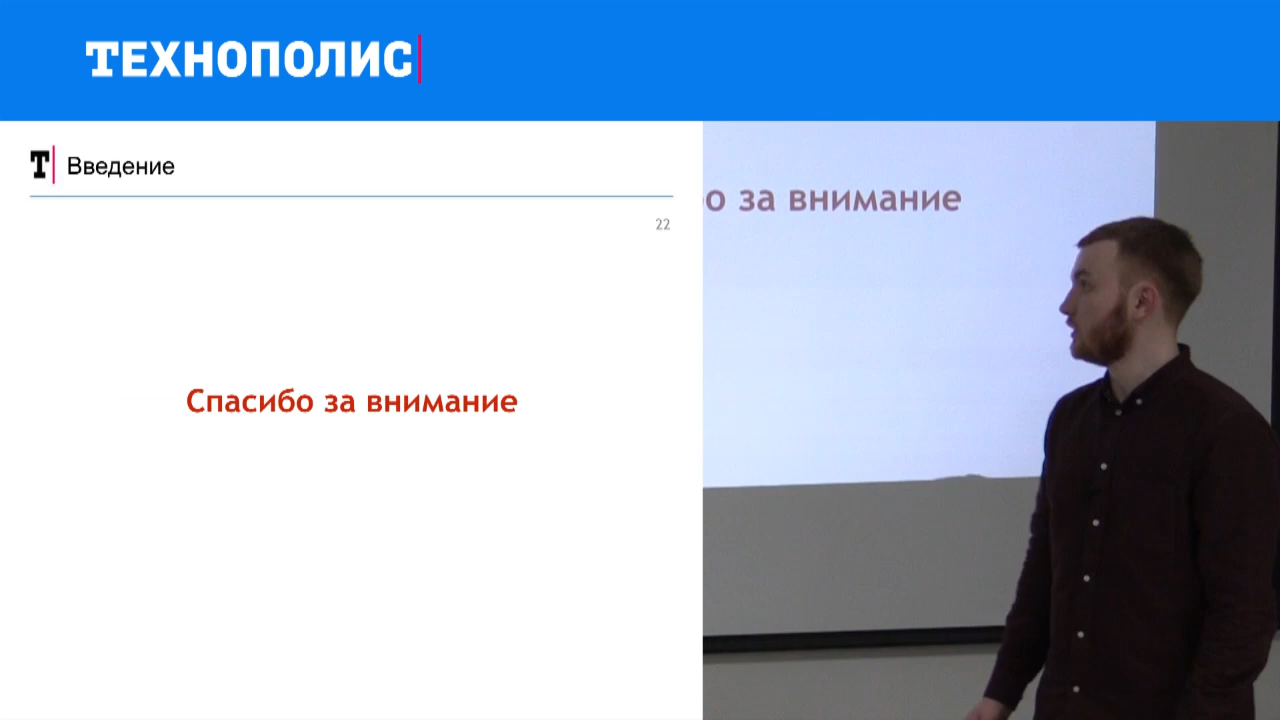 ТЕХНОПОЛИС
Т Введение
22
Спасибо за внимание
о за внимание